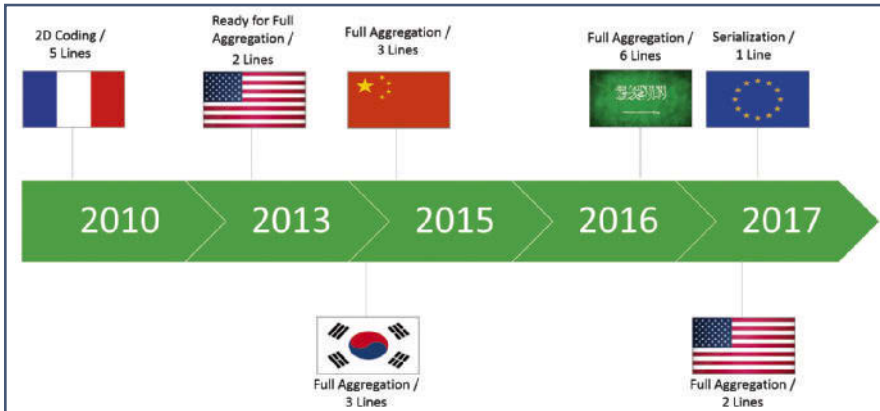 2D Coding /
5 Lines
Ready for Full
Aggregation /
2 Lines
Full Aggregation /
3 Lines
Full Aggregation /
6 Lines
Serialization /
1 Line
2010
2013
2015
2016
2017
Full Aggregation /
3 Lines
Full Aggregation /
2 Lines